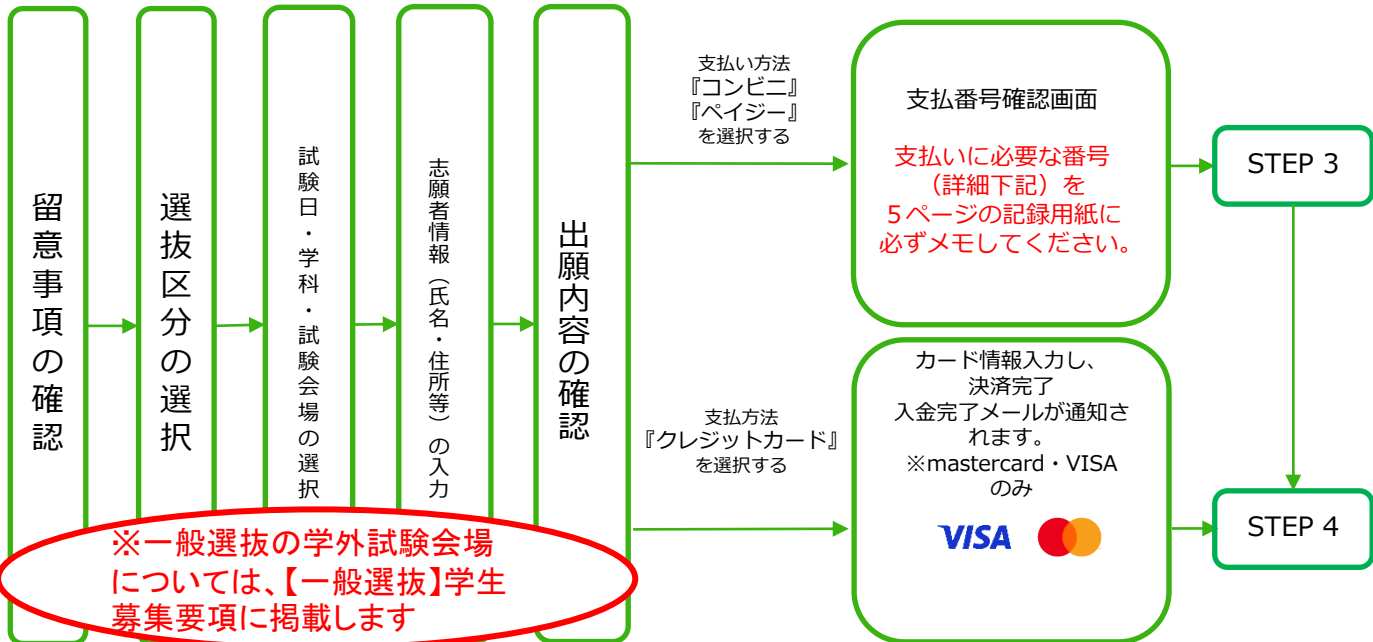 留意事項の確認
選抜区分の選択
試験日・学科・試験会場の選択
志願者情報（氏名・住所等）の入力
出願内容の確認
支払い方法
『コンビニ』
『ペイジー』
を選択する
支払番号確認画面
支払いに必要な番号
（詳細下記）を
５ページの記録用紙に
必ずメモしてください。
STEP 3
支払方法
『クレジットカード』
を選択する
カード情報入力し、
決済完了
入金完了メールが通知さ
れます。
※mastercard・VISA
のみ
VISA
STEP 4
※一般選抜の学外試験会場
については、【一般選抜】学生
募集要項に掲載します